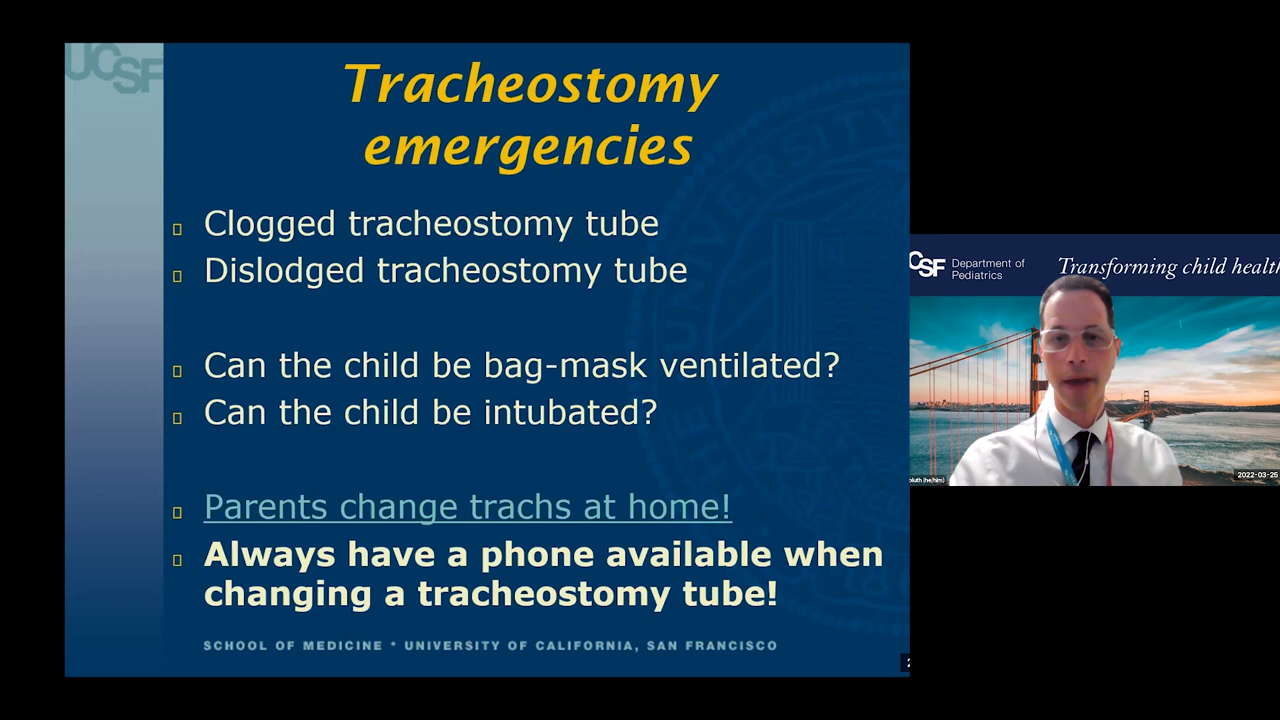 UCSF
Tracheostomy
emergencies
Clogged tracheostomy tube
Dislodged tracheostomy tube
Can the child be bag-mask ventilated?
Can the child be intubated?
Parents change trachs at home!
Always have a phone available when
changing a tracheostomy tube!
SCHOOL OF MEDICINE * UNIVERSITY OF CALIFORNIA, SAN FRANCISCO
CSF Department of
Pediatrics
Transforming child health
(he/him)
2022-03-25